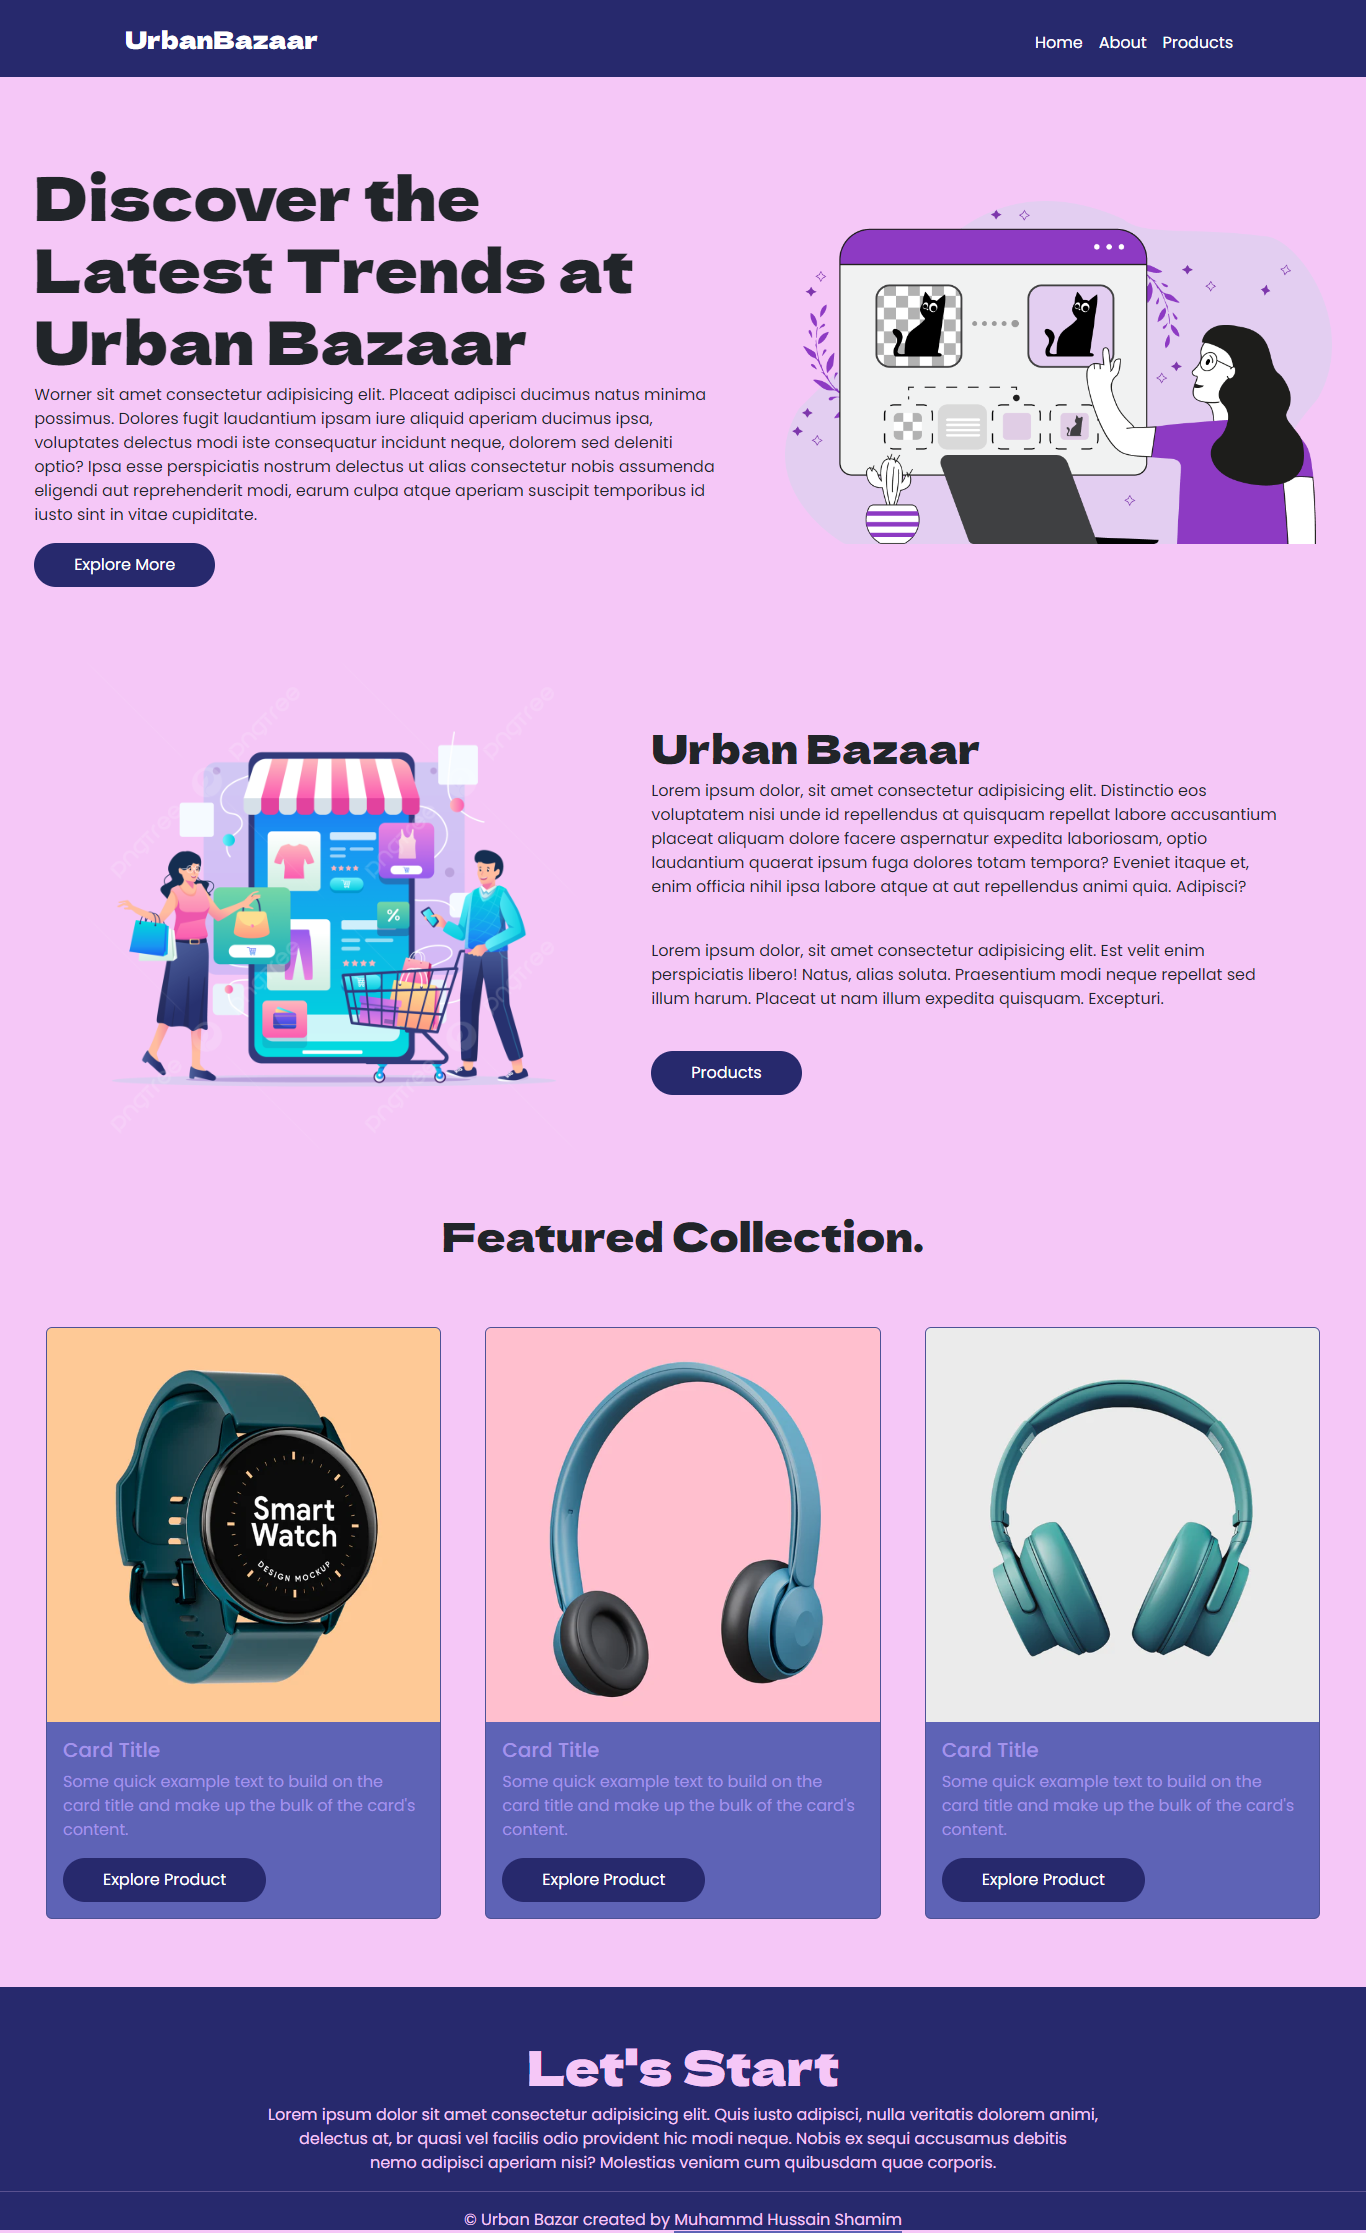 UrbanBazaar
Home About Products
Discover the
Latest Trends at
Urban Bazaar
Worner sit amet consectetur adipisicing elit. Placeat adipisci ducimus natus minima
possimus. Dolores fugit laudantium ipsam iure aliquid aperiam ducimus ipsa,
voluptates delectus modi iste consequatur incidunt neque, dolorem sed deleniti
optio? Ipsa esse perspiciatis nostrum delectus ut alias consectetur nobis assumenda
eligendi aut reprehenderit modi, earum culpa atque aperiam suscipit temporibus id
iusto sint in vitae cupiditate.
Explore More
pngtree
pngtree
pngtree
pngtree
pngtree
pngtree
pngtree
pngtree
%
Urban Bazaar
Lorem ipsum dolor, sit amet consectetur adipisicing elit. Distinctio eos
voluptatem nisi unde id repellendus at quisquam repellat labore accusantium
placeat aliquam dolore facere aspernatur expedita laboriosam, optio
laudantium quaerat ipsum fuga dolores totam tempora? Eveniet itaque et,
enim officia nihil ipsa labore atque at aut repellendus animi quia. Adipisci?
Lorem ipsum dolor, sit amet consectetur adipisicing elit. Est velit enim
perspiciatis libero! Natus, alias soluta. Praesentium modi neque repellat sed
illum harum. Placeat ut nam illum expedita quisquam. Excepturi.
Products
Featured Collection.
Smart
Watch
DESIGN MOCKUP
Card Title
Some quick example text to build on the
card title and make up the bulk of the card's
content.
Explore Product
Card Title
Some quick example text to build on the
card title and make up the bulk of the card's
content.
Explore Product
Card Title
Some quick example text to build on the
card title and make up the bulk of the card's
content.
Explore Product
Let's Start
Lorem ipsum dolor sit amet consectetur adipisicing elit. Quis iusto adipisci, nulla veritatis dolorem animi,
delectus at, br quasi vel facilis odio provident hic modi neque. Nobis ex sequi accusamus debitis
nemo adipisci aperiam nisi? Molestias veniam cum quibusdam quae corporis.
© Urban Bazar created by Muhammd Hussain Shamim